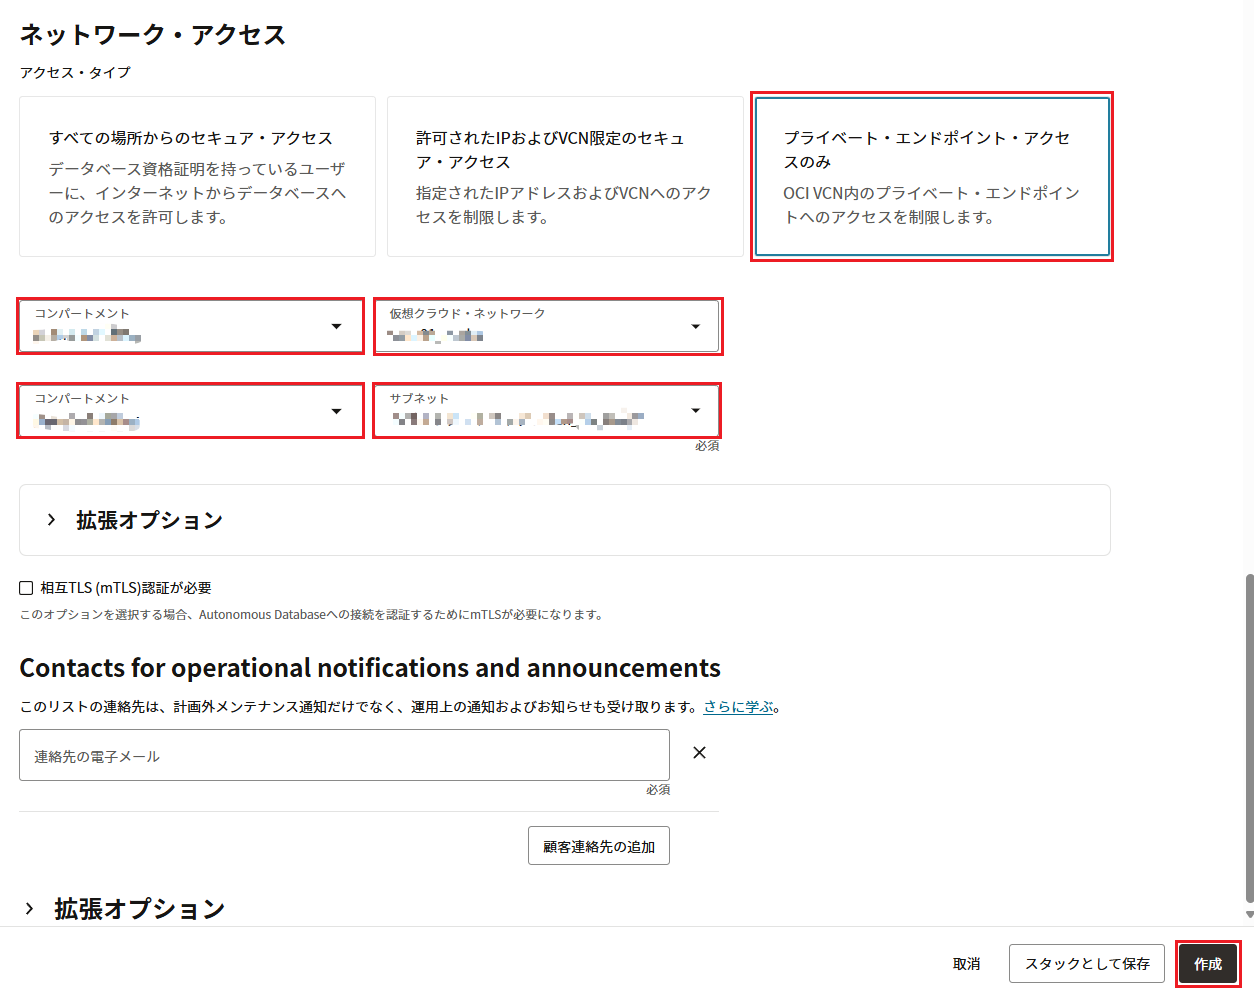 ネットワーク・アクセス
アクセス・タイプ
すべての場所からのセキュア・アクセス
データベース資格証明を持っているユーザ
ーに、インターネットからデータベースへ
のアクセスを許可します。
許可されたIPおよびVCN限定のセキュ
ア・アクセス
指定されたIPアドレスおよびVCNへのアク
セスを制限します。
プライベート・エンドポイント・アクセ
スのみ
OCI VCN内のプライベート・エンドポイン
トへのアクセスを制限します。
コンパートメント
仮想クラウド・ネットワーク
コンパートメント
サブネット
必須
拡張オプション
相互TLS (mTLS)認証が必要
このオプションを選択する場合、Autonomous Databaseへの接続を認証するためにmTLSが必要になります。
Contacts for operational notifications and announcements
このリストの連絡先は、計画外メンテナンス通知だけでなく、運用上の通知およびお知らせも受け取ります。さらに学ぶ。
連絡先の電子メール
必須
顧客連絡先の追加
拡張オプション
取消
スタックとして保存
作成